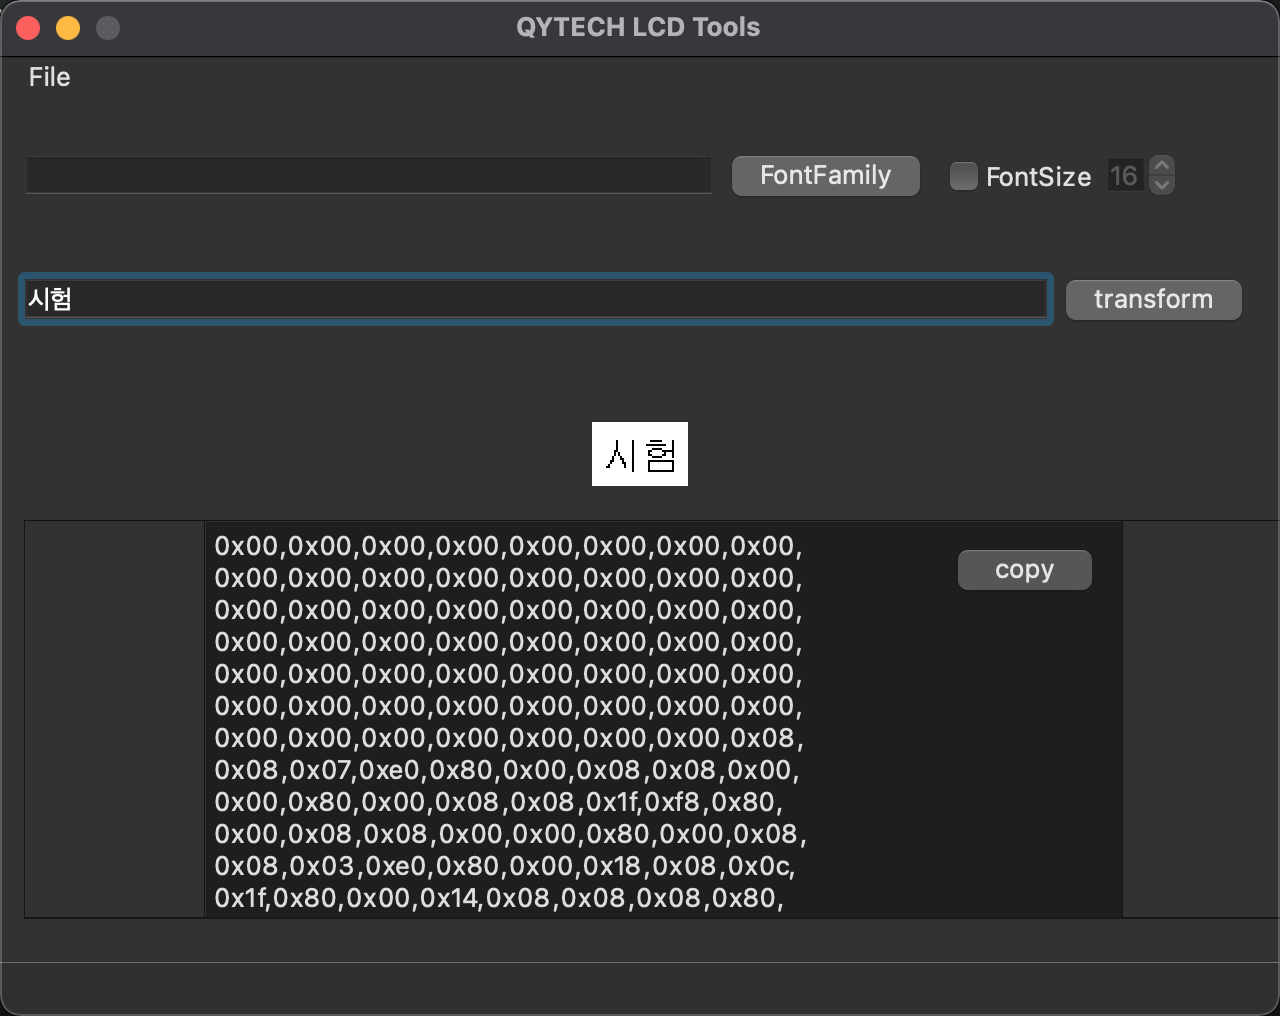 QYTECH LCD Tools
File
FontFamily FontSize 16
시험 transform
시험
copy
0x00,0x00,0x00,0x00,0x00,0x00,0x00,0x00,
0x00,0x00,0x00,0x00,0x00,0x00,0x00,0x00,
0x00,0x00,0x00,0x00,0x00,0x00,0x00,0x00,
0x00,0x00,0x00,0x00,0x00,0x00,0x00,0x00,
0x00,0x00,0x00,0x00,0x00,0x00,0x00,0x00,
0x00,0x00,0x00,0x00,0x00,0x00,0x00,0x00,
0x00,0x00,0x00,0x00,0x00,0x00,0x00,0x08,
0x08,0x07,0xe0,0x80,0x00,0x08,0x08,0x00,
0x00,0x80,0x00,0x08,0x08,0x1f,0xf8,0x80,
0x00,0x08,0x08,0x00,0x00,0x80,0x00,0x08,
0x08,0x03,0xe0,0x80,0x00,0x18,0x08,0x0c,
0x1f,0x80,0x00,0x14,0x08,0x08,0x08,0x80,